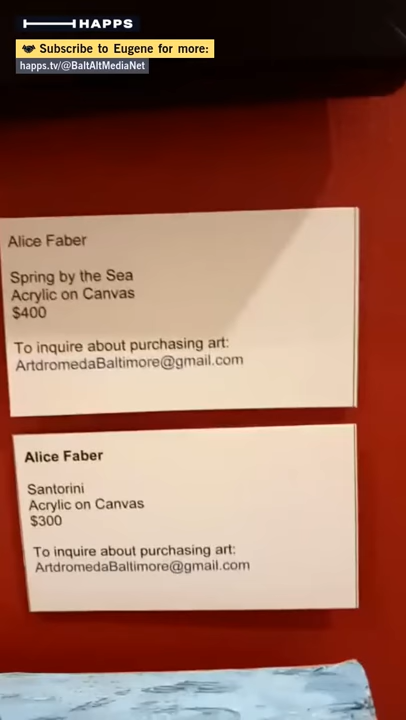 HAPPS
Subscribe to Eugene for more:
happs.tv/@BaltAltMediaNet
Alice Faber
Spring by the Sea
Acrylic on Canvas
$400
To inquire about purchasing art:
ArtdromedaBaltimore@gmail.com
Alice Faber
Santorini
Acrylic on Canvas
$300
To inquire about purchasing art:
ArtdromedaBaltimore@gmail.com